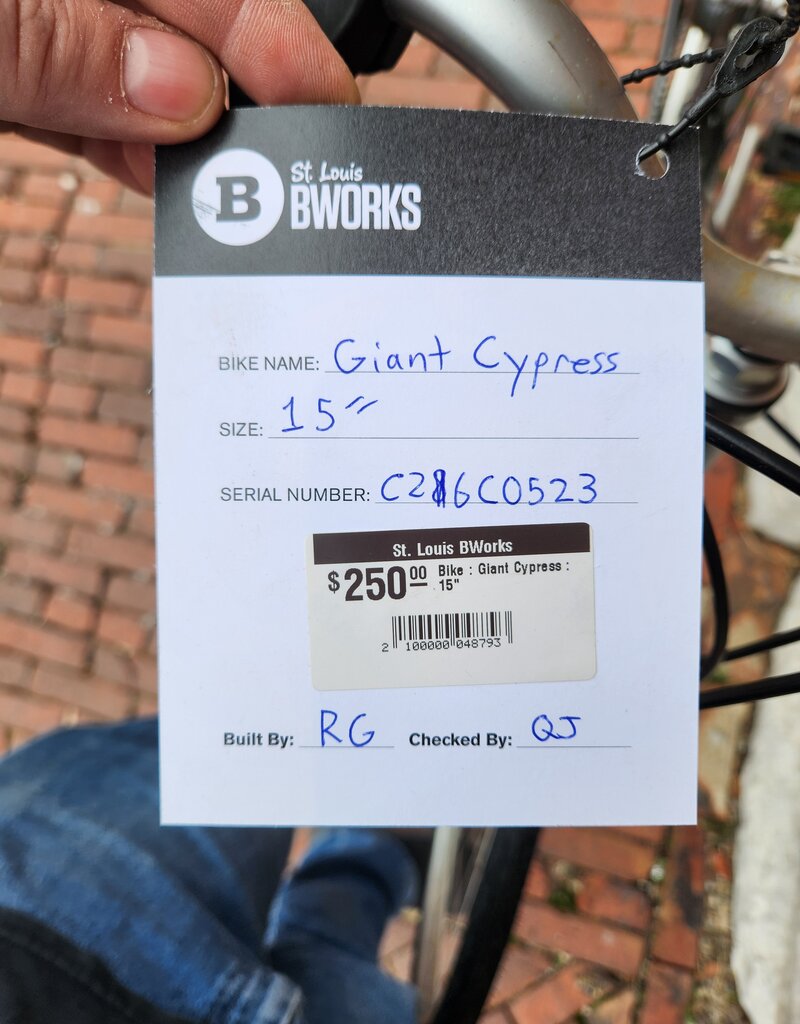 B St. Louis
BWORKS
BIKE NAME: Giant Cypress
SIZE: 15"
SERIAL NUMBER: C216C0523
St. Louis BWorks
$250.00 Bike : Giant Cypress :
15"
2 100000 048793
Built By: RG Checked By: QJ